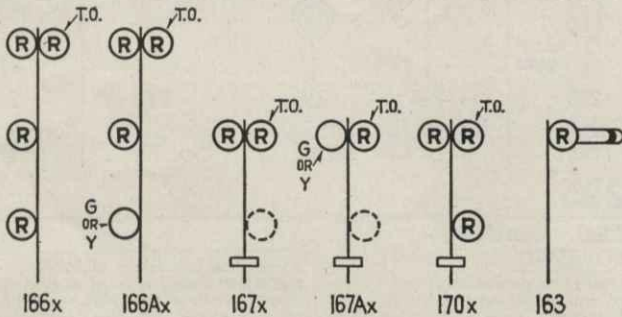 T.O. T.O.
R R R R
T.O. T.O. T.O.
R R R R R R R R R
G OR Y
G OR Y
R R
166x 166Ax 167x 167Ax 170x 163